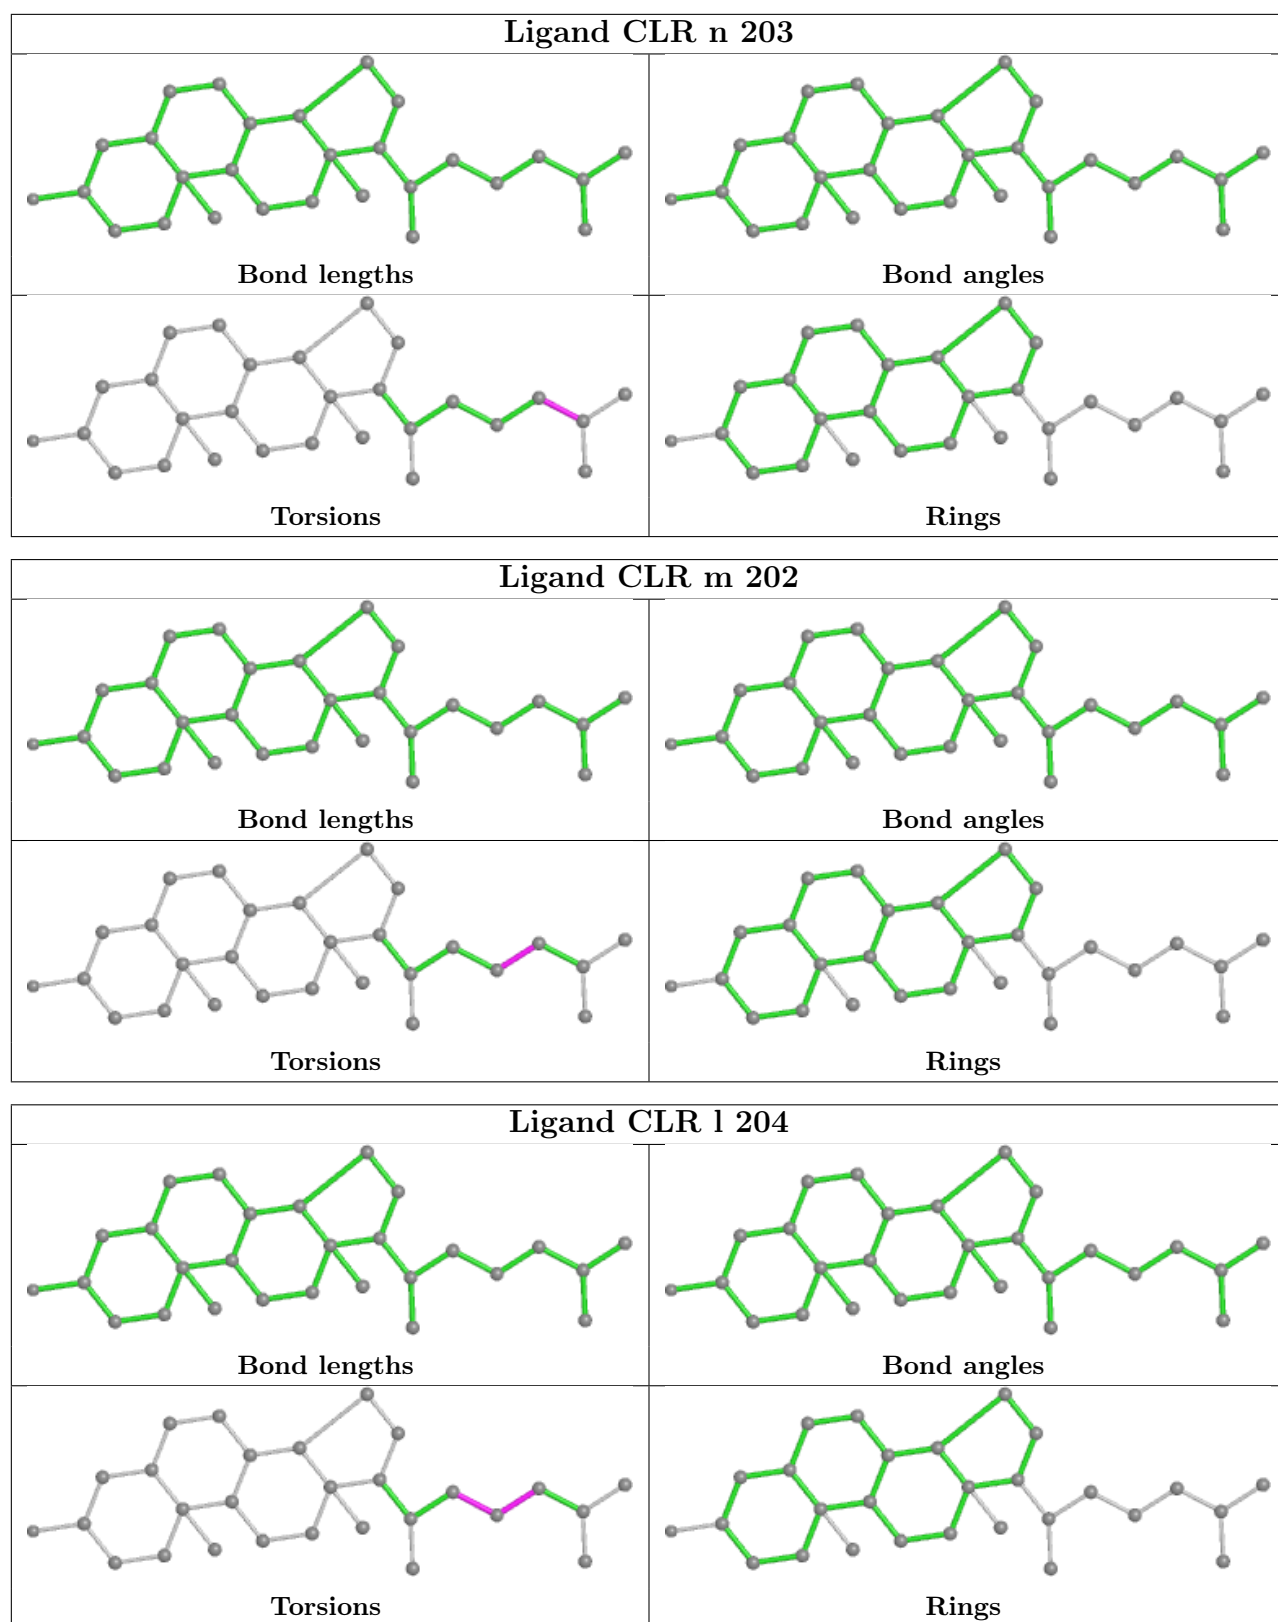 Ligand CLR n 203
Bond lengths
Bond angles
Torsions
Rings
Ligand CLR m 202
Bond lengths
Bond angles
Torsions
Rings
Ligand CLR l 204
Bond lengths
Bond angles
Torsions
Rings